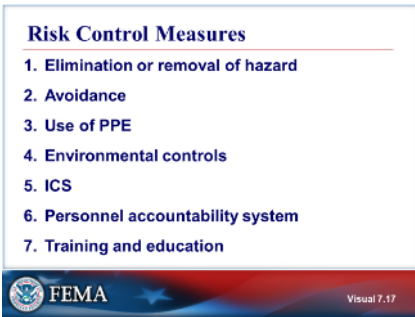 Risk Control Measures
1. Elimination or removal of hazard
2. Avoidance
3. Use of PPE
4. Environmental controls
5. ICS
6. Personnel accountability system
7. Training and education
FEMA
Visual 7.17